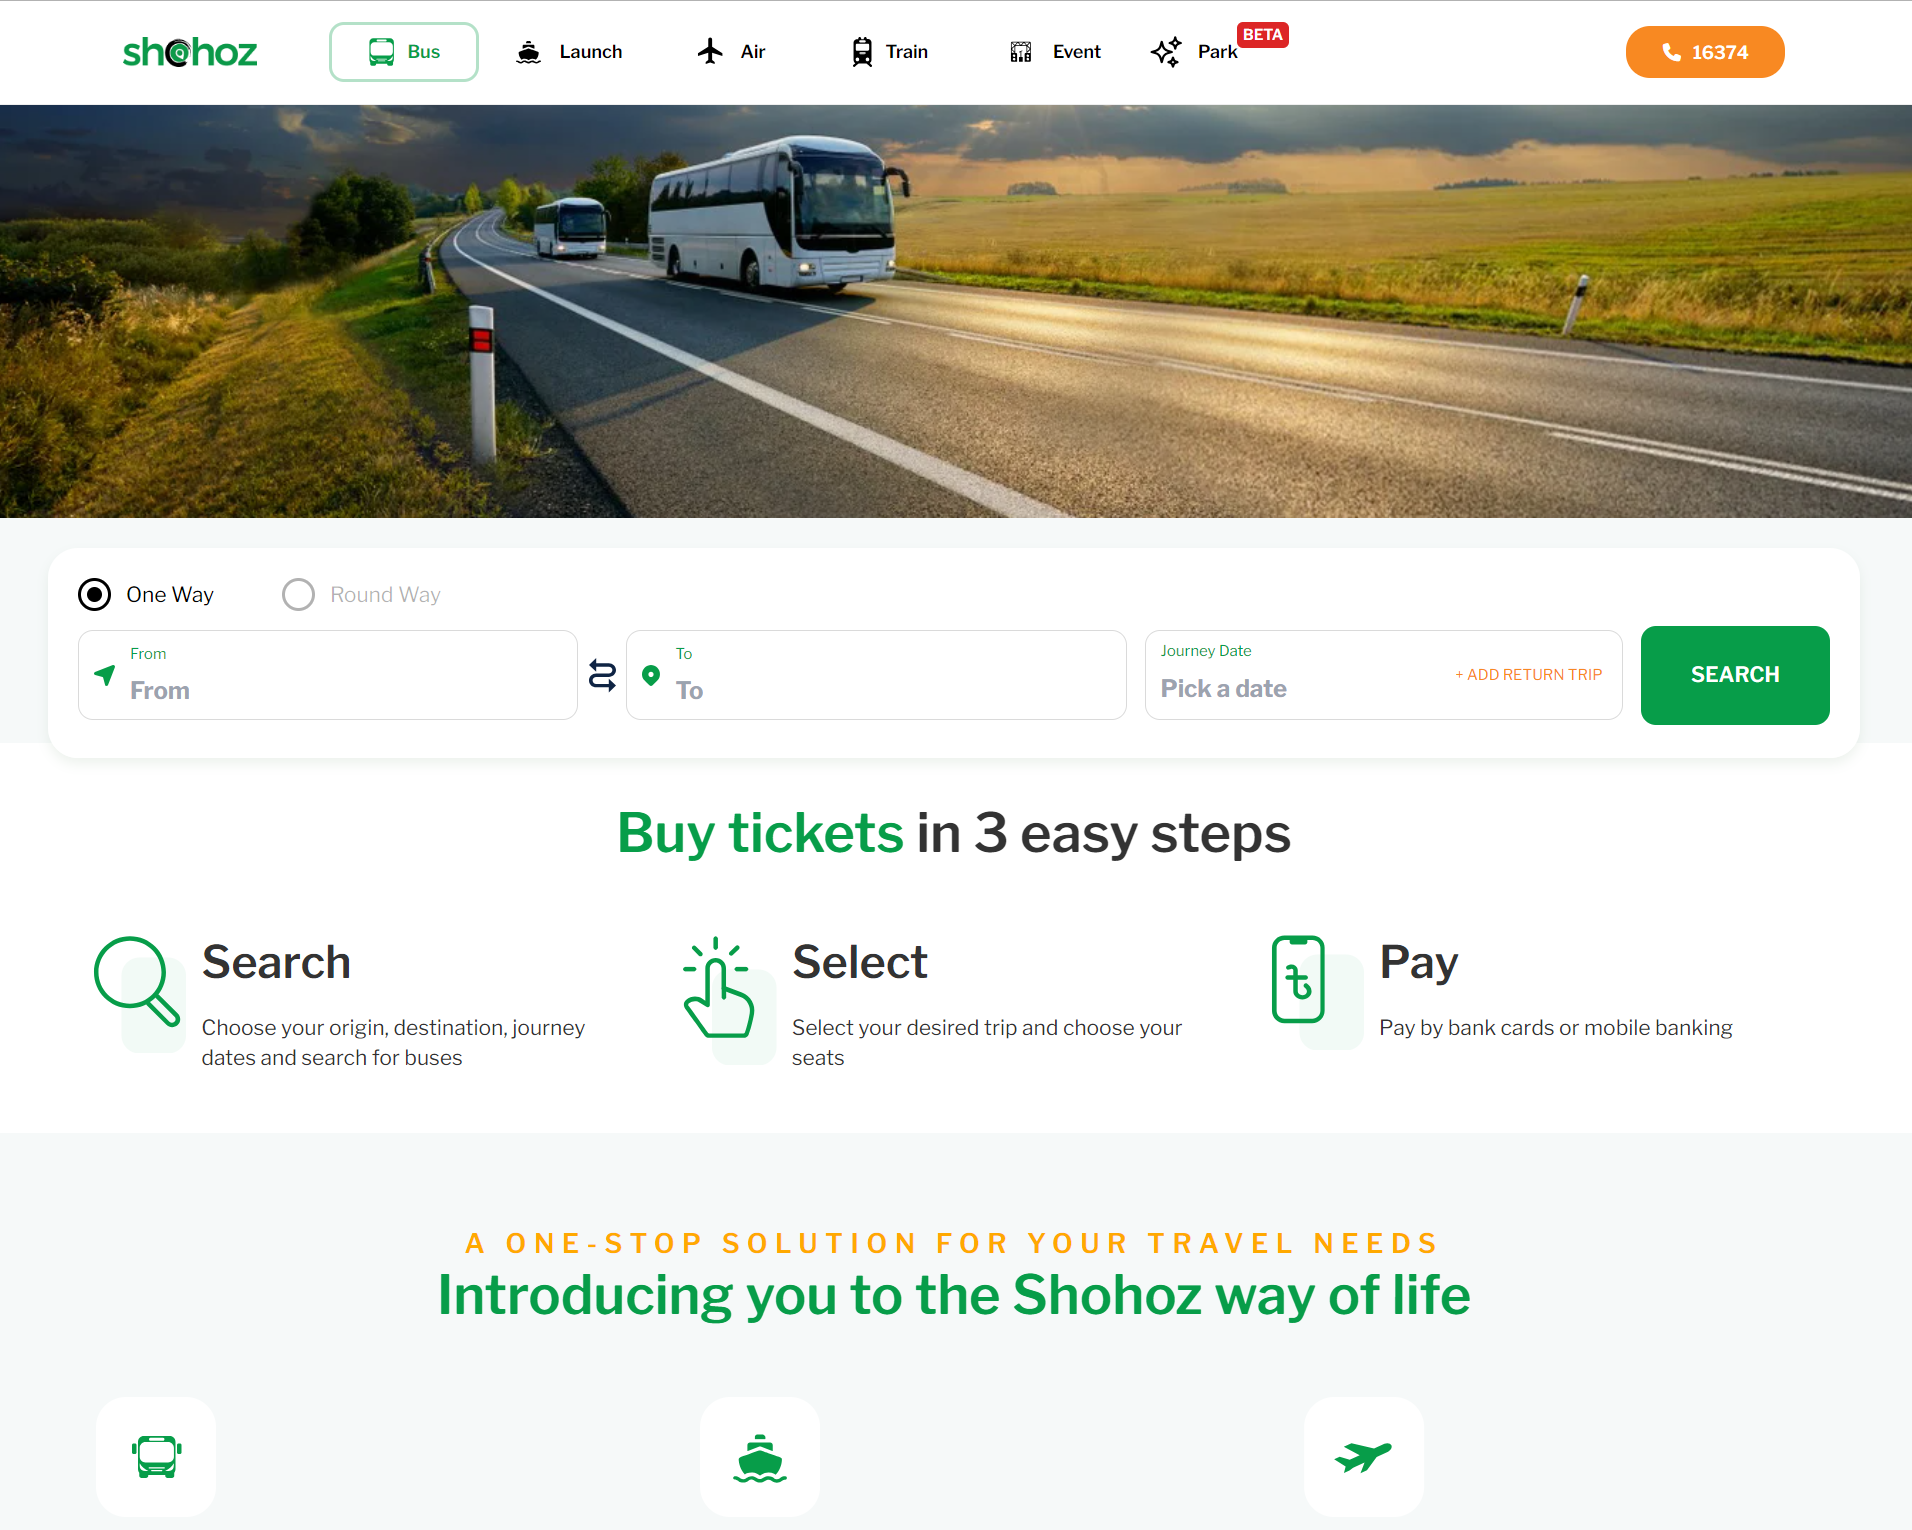 shohoz
Bus
Launch
Air
Train
Event
Park
BETA
16374
One Way
Round Way
From
From
To
To
Journey Date
Pick a date
+ ADD RETURN TRIP
SEARCH
Buy tickets in 3 easy steps
Search
Choose your origin, destination, journey
dates and search for buses
Select
Select your desired trip and choose your
seats
৳
Pay
Pay by bank cards or mobile banking
A ONE-STOP SOLUTION FOR YOUR TRAVEL NEEDS
Introducing you to the Shohoz way of life